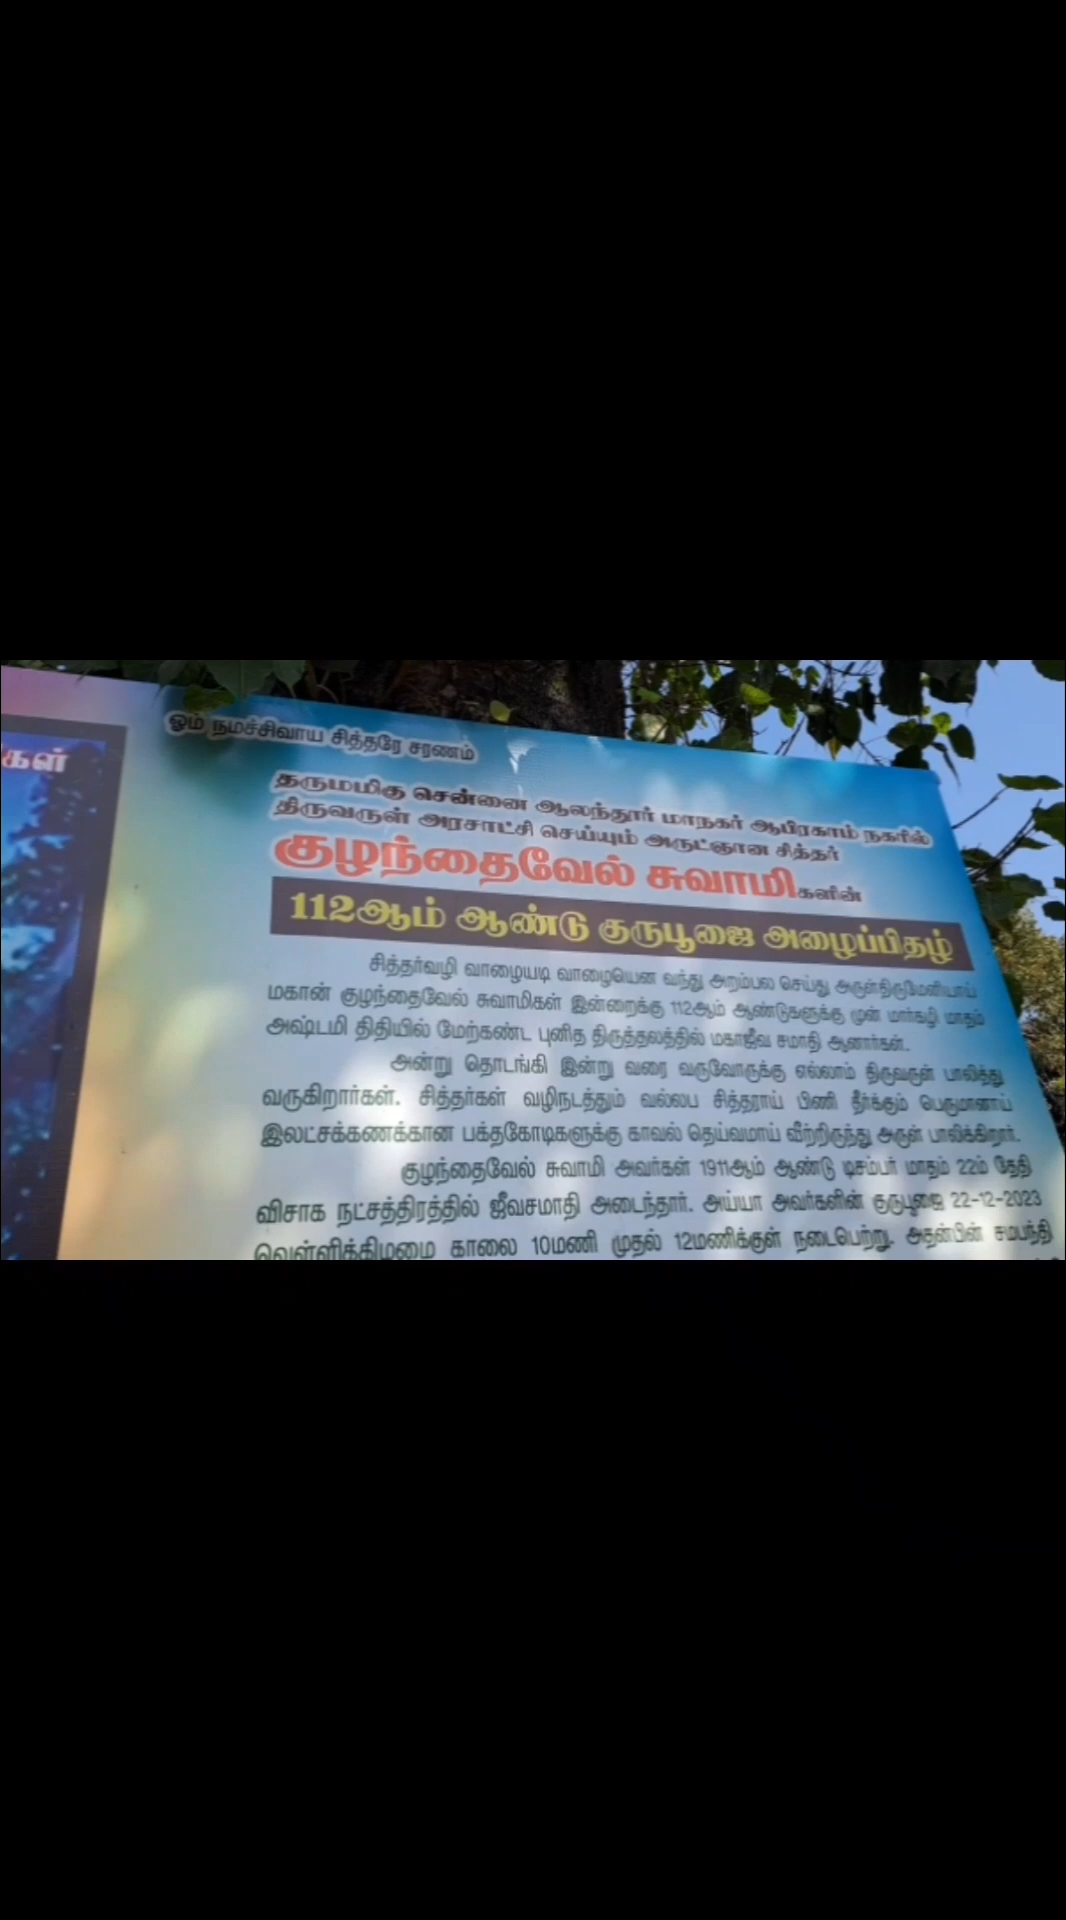 கள்
ஓம் நமச்சிவாய சித்தரே சரணம்
தருமமிகு சென்னை ஆலந்தூர் மாநகர் ஆபிரகாம் நகரில்
திருவருள் அரசாட்சி செய்யும் அருட்ஞான சித்தர்
குழந்தைவேல் சுவாமிகளின்
112ஆம் ஆண்டு குருபூஜை அழைப்பிதழ்
சித்தர்வழி வாழையடி வாழையென வந்து அறம்பல செய்து அருள்திருமேனியாய்
மகான் குழந்தைவேல் சுவாமிகள் இன்றைக்கு 112ஆம் ஆண்டுகளுக்கு முன் மார்கழி மாதம்
அஷ்டமி திதியில் மேற்கண்ட புனித திருத்தலத்தில் மகாஜீவ சமாதி ஆனார்கள்.
அன்று தொடங்கி இன்று வரை வருவோருக்கு எல்லாம் திருவருள் பாலித்து
வருகிறார்கள். சித்தர்கள் வழிநடத்தும் வல்லப சித்தராய் பிணி தீர்க்கும் பெருமானாய்
இலட்சக்கணக்கான பக்தகோடிகளுக்கு காவல் தெய்வமாய் வீற்றிருந்து அருள் பாலிக்கிறார்.
குழந்தைவேல் சுவாமி அவர்கள் 1911ஆம் ஆண்டு டிசம்பர் மாதம் 22ம் தேதி
விசாக நட்சத்திரத்தில் ஜீவசமாதி அடைந்தார். அய்யா அவர்களின் குருபூஜை 22-12-2023
வெள்ளிக்கிழமை காலை 10மணி முதல் 12மணிக்குள் நடைபெற்று. அதன்பின் சமபந்தி